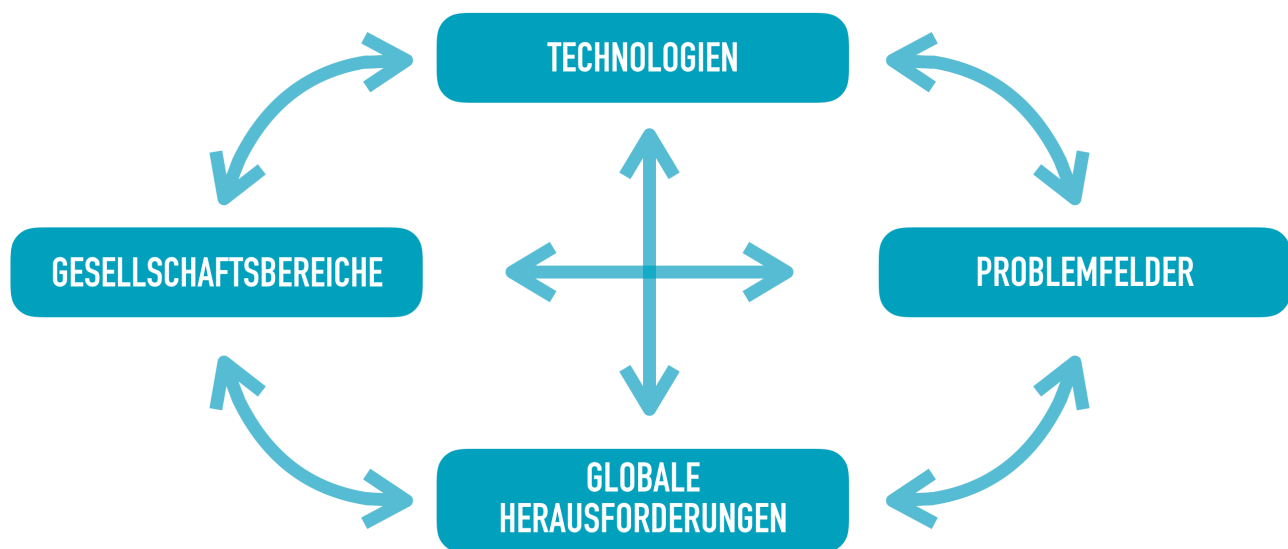 TECHNOLOGIEN
GESELLSCHAFTSBEREICHE
PROBLEMFELDER
GLOBALE
HERAUSFORDERUNGEN